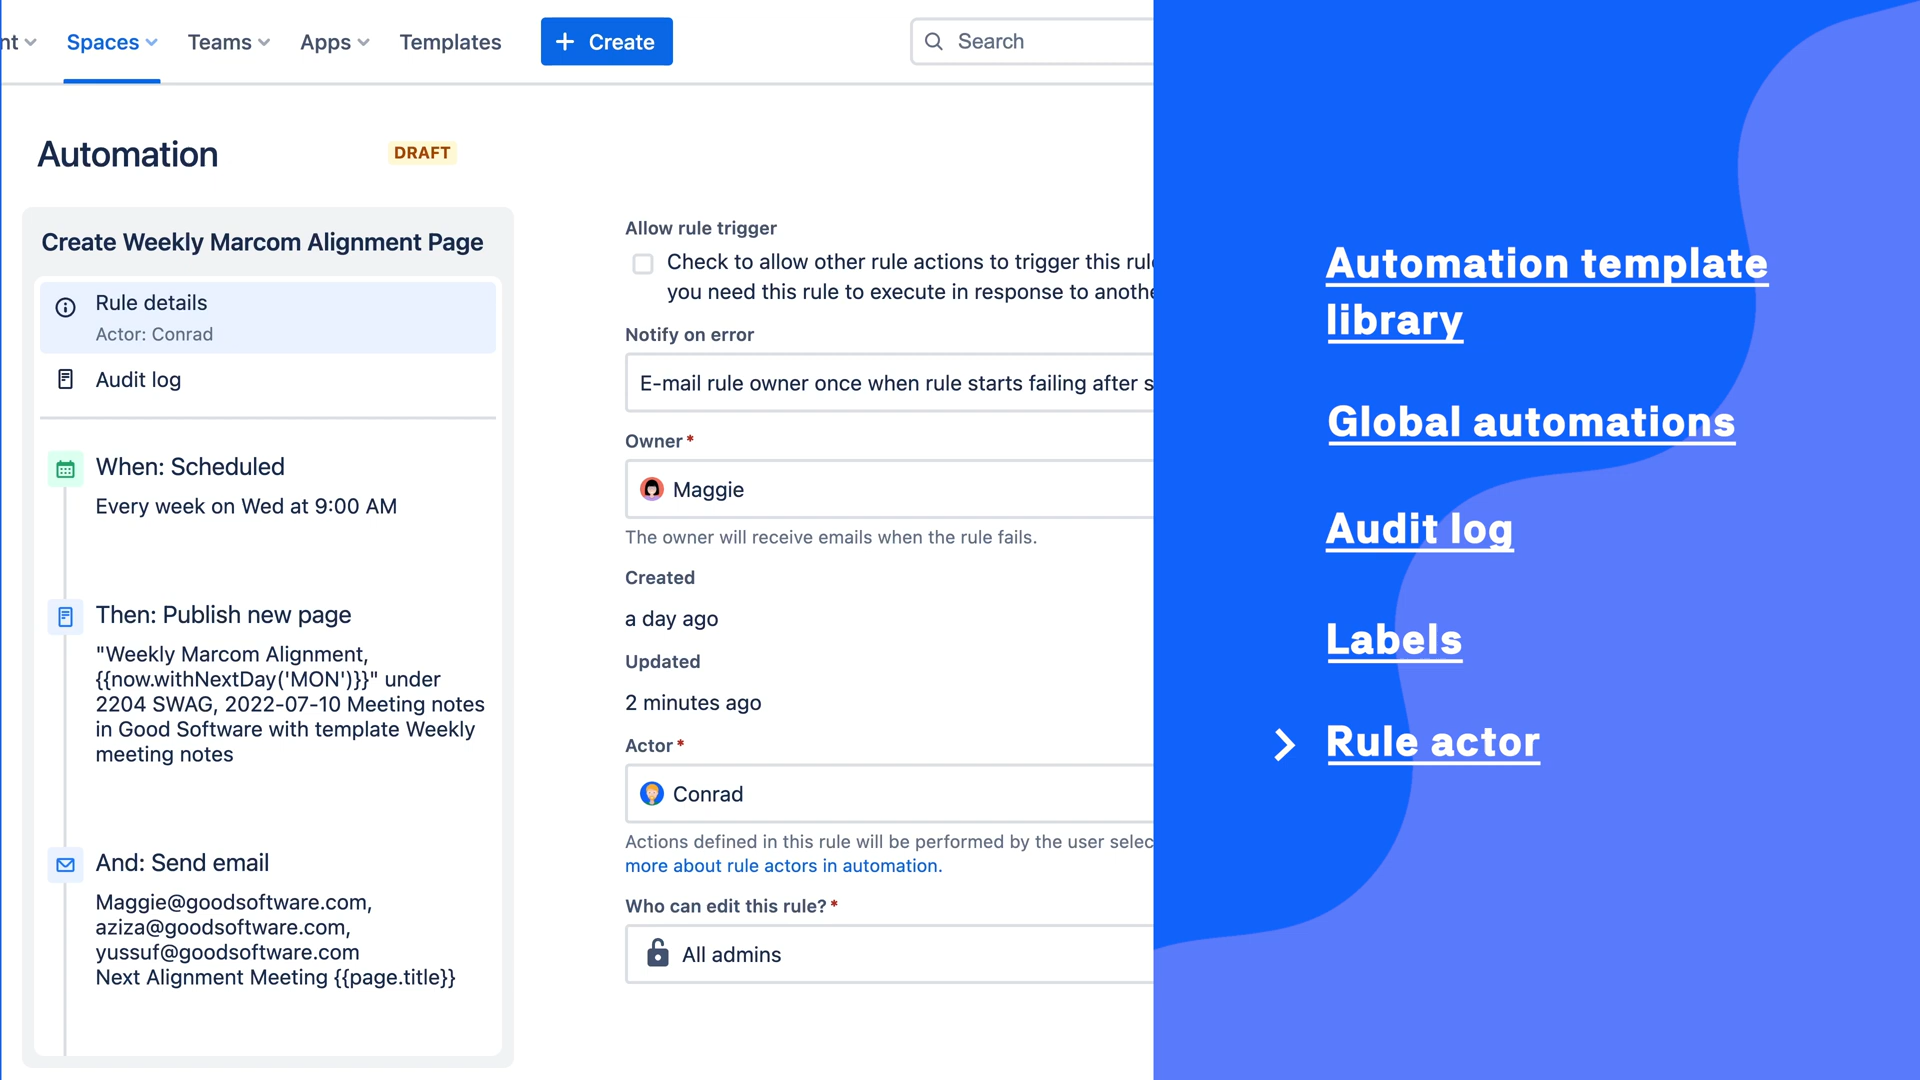 nt
Spaces
Teams
Apps
Templates
+ Create
Search
Automation
DRAFT
Create Weekly Marcom Alignment Page
Rule details
Actor: Conrad
Audit log
When: Scheduled
Every week on Wed at 9:00 AM
Then: Publish new page
"Weekly Marcom Alignment,
{{now.withNextDay('MON')}}" under
2204 SWAG, 2022-07-10 Meeting notes
in Good Software with template Weekly
meeting notes
And: Send email
Maggie@goodsoftware.com,
aziza@goodsoftware.com,
yussuf@goodsoftware.com
Next Alignment Meeting {{page.title}}
Allow rule trigger
Check to allow other rule actions to trigger this rule
you need this rule to execute in response to anothe
Notify on error
E-mail rule owner once when rule starts failing after s
Owner*
Maggie
The owner will receive emails when the rule fails.
Created
a day ago
Updated
2 minutes ago
Actor*
Conrad
Actions defined in this rule will be performed by the user selec
more about rule actors in automation.
Who can edit this rule?*
All admins
Automation template
library
Global automations
Audit log
Labels
Rule actor